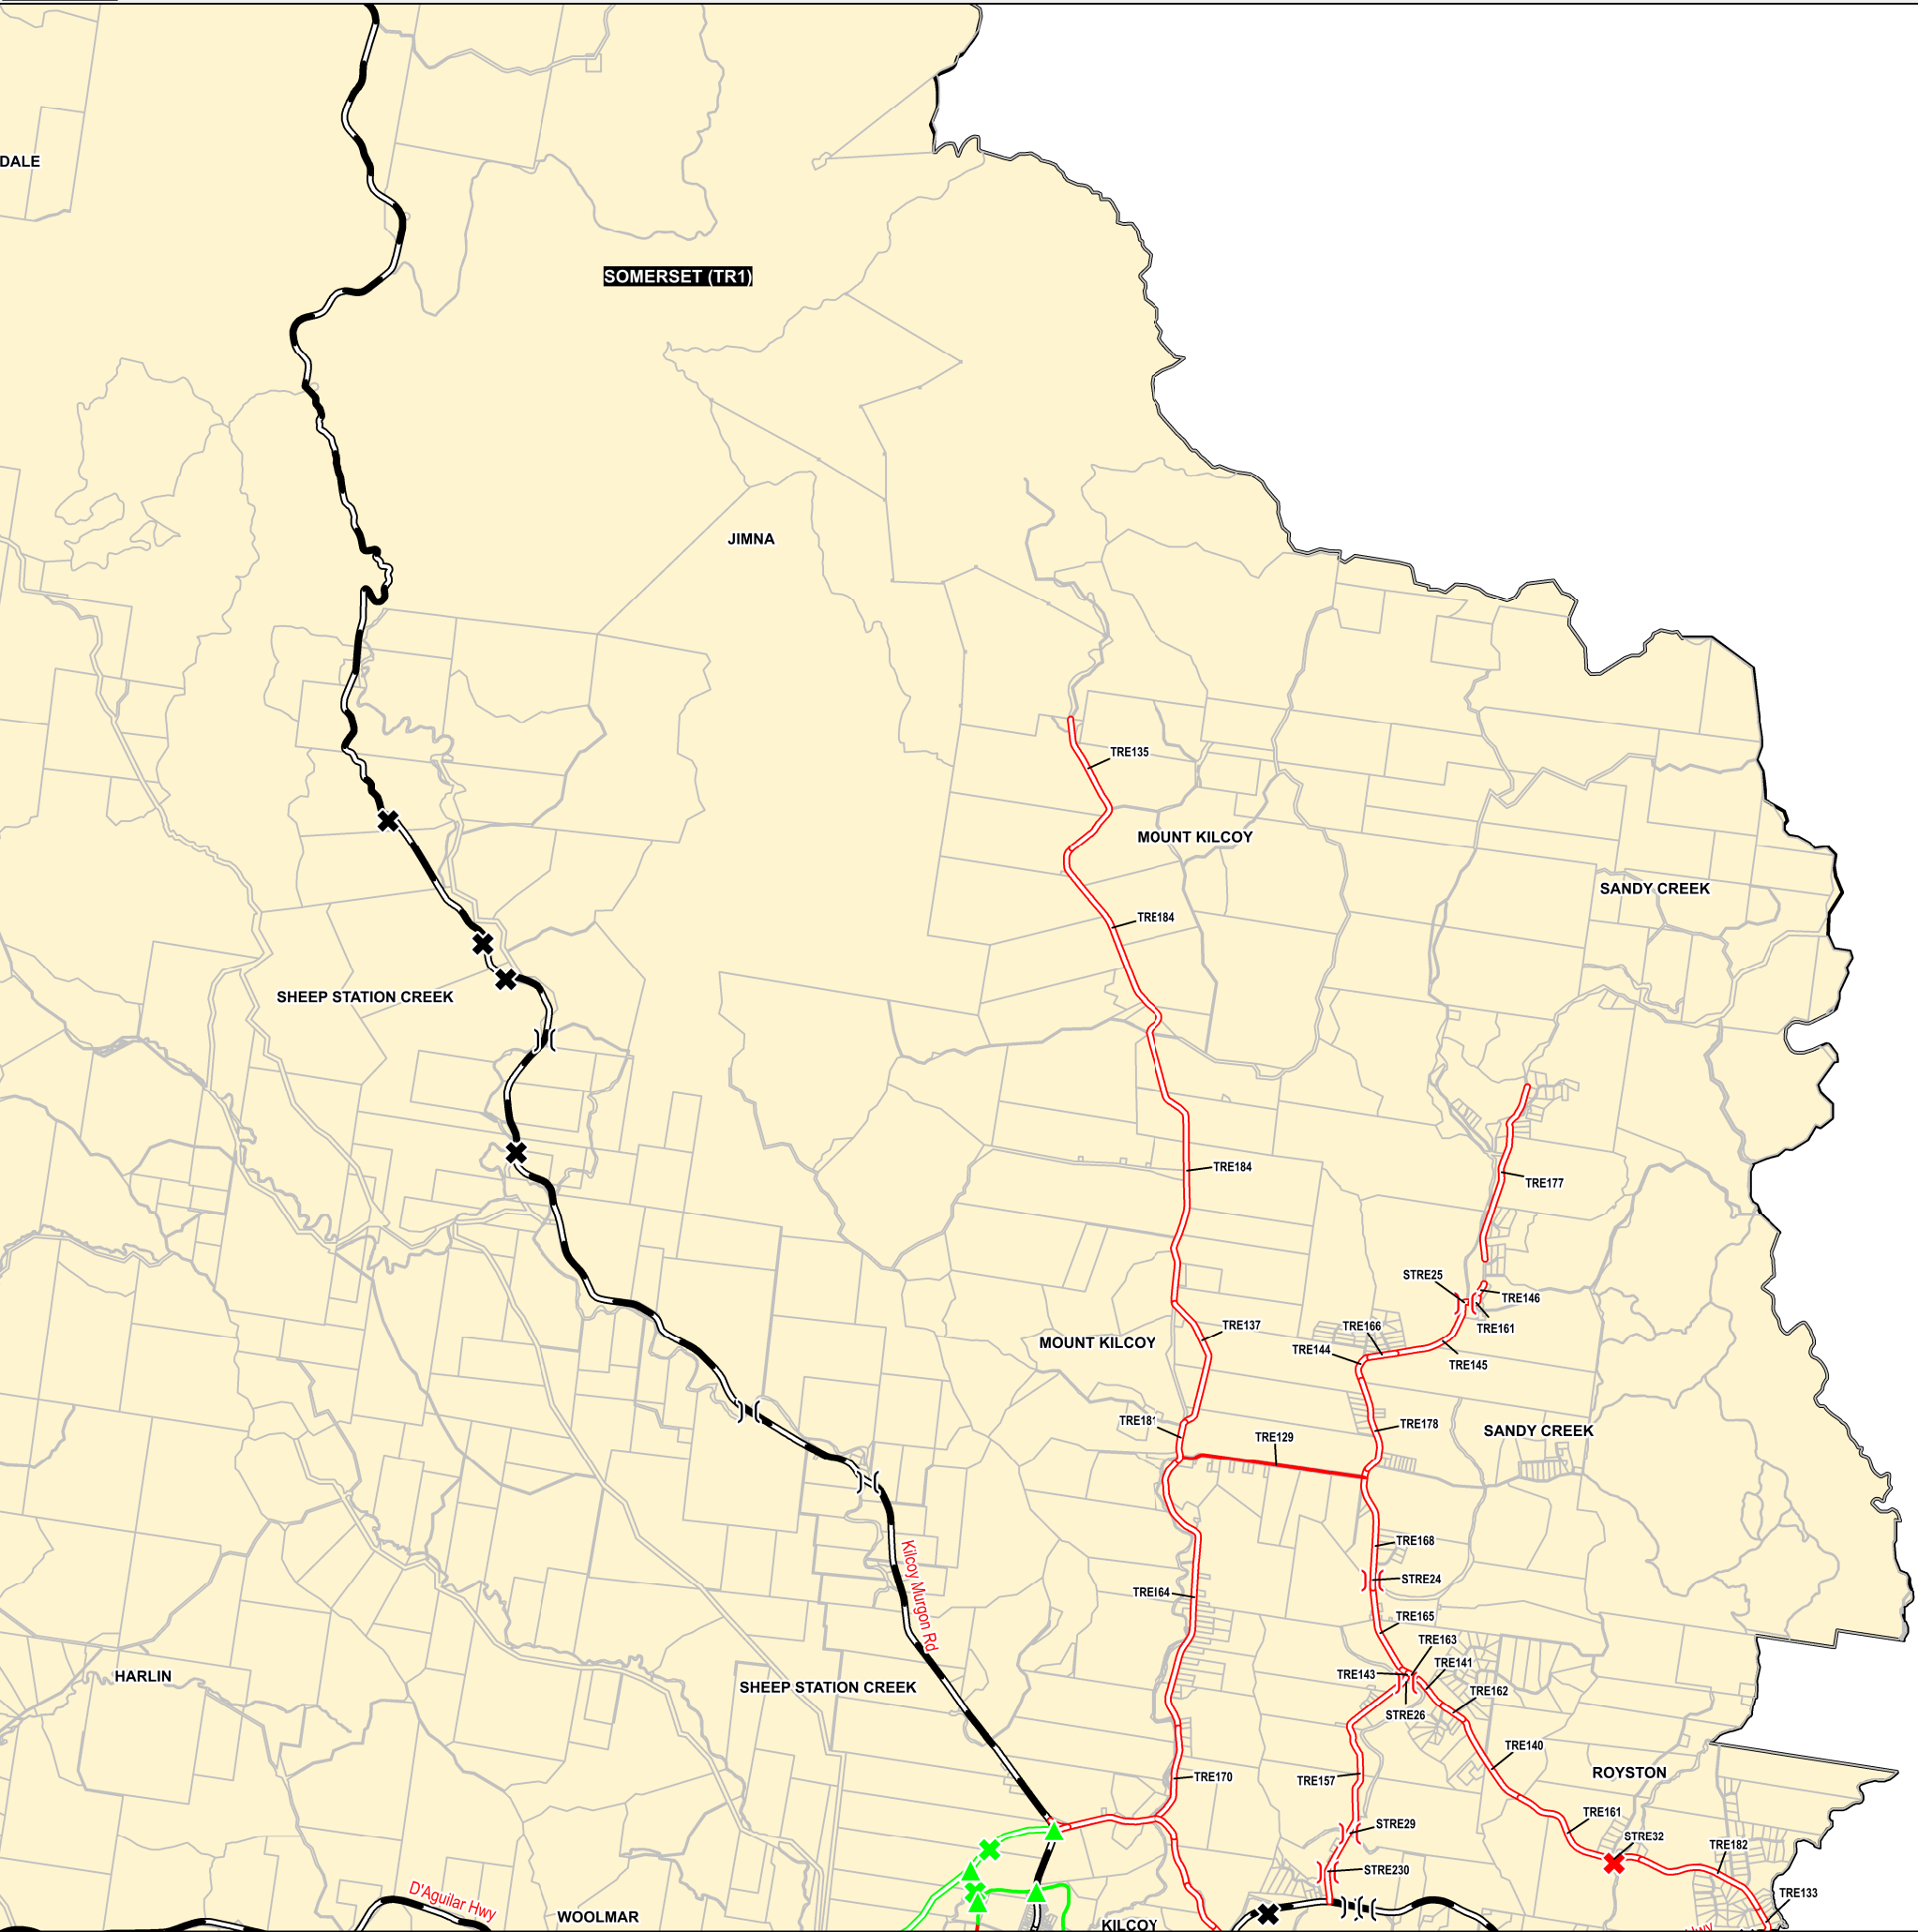 DALE
SOMERSET (TR1)
JIMNA
TRE135
MOUNT KILCOY
SANDY CREEK
TRE184
SHEEP STATION CREEK
TRE184
TRE177
STRE25
TRE146
TRE137
TRE166
TRE161
MOUNT KILCOY
TRE144
TRE145
TRE181
TRE178
SANDY CREEK
TRE129
TRE168
Kilcoy Murgon Rd
STRE24
TRE164
TRE165
TRE163
TRE141
HARLIN
TRE143
SHEEP STATION CREEK
TRE162
STRE26
TRE140
TRE170
TRE157
ROYSTON
TRE161
STRE29
STRE32
TRE182
STRE230
D'Aguilar Hwy
TRE133
WOOLMAR
KILCOY
Hwy